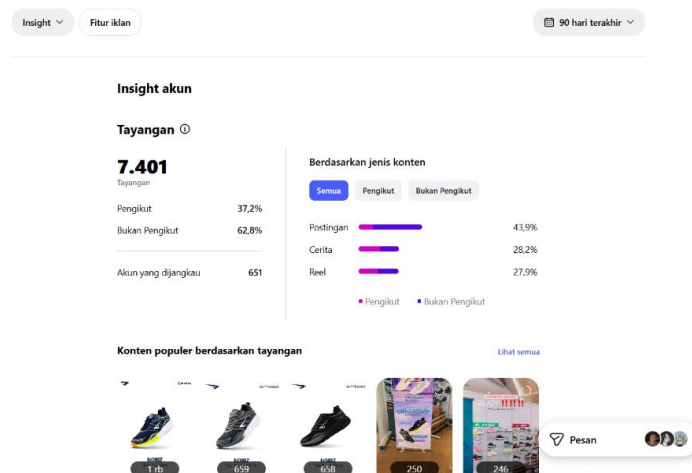 Insight
Fitur iklan
90 hari terakhir
Insight akun
Tayangan
7.401
Tayangan
Pengikut 37,2%
Bukan Pengikut 62,8%
Akun yang dijangkau 651
Berdasarkan jenis konten
Semua Pengikut Bukan Pengikut
Postingan 43,9%
Cerita 28,2%
Reel 27,9%
Pengikut Bukan Pengikut
Konten populer berdasarkan tayangan
Lihat semua
1 rb
659
658
250
246
Pesan